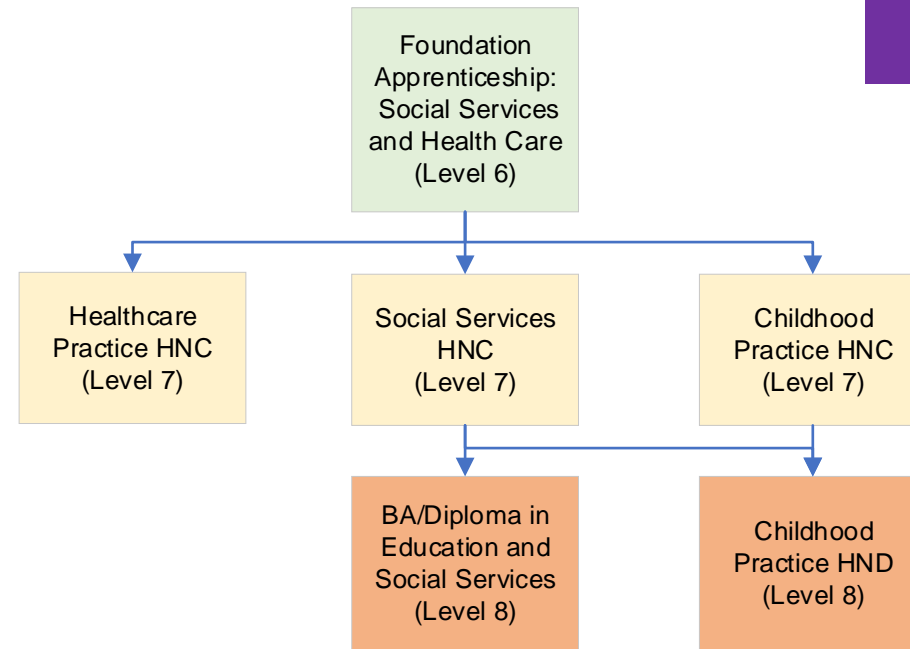 Foundation
Apprenticeship:
Social Services
and Health Care
(Level 6)
Healthcare
Practice HNC
(Level 7)
Social Services
HNC
(Level 7)
Childhood
Practice HNC
(Level 7)
BA/Diploma in
Education and
Social Services
(Level 8)
Childhood
Practice HND
(Level 8)